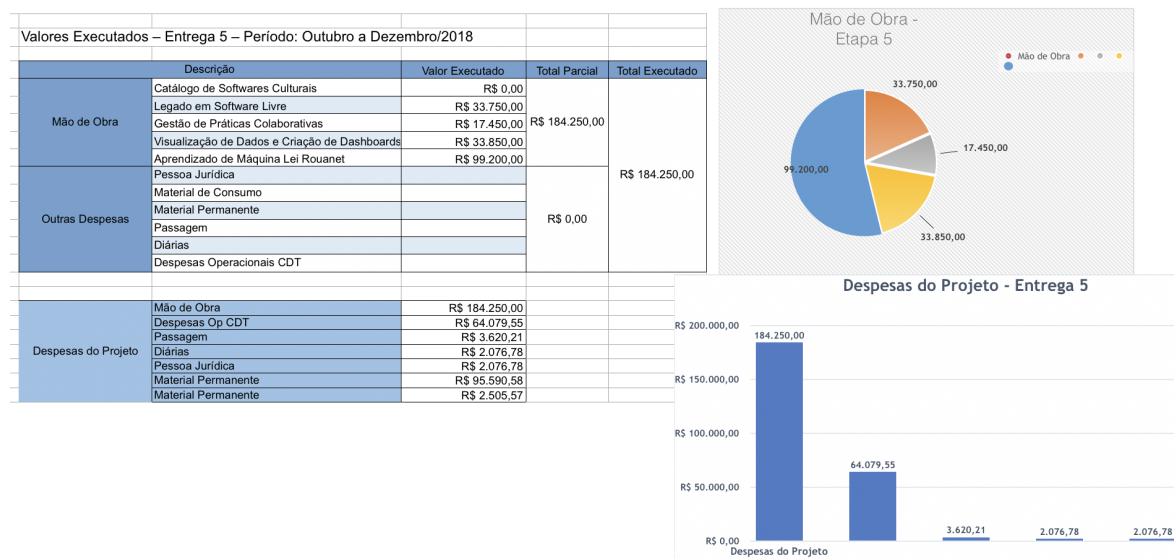 Valores Executados – Entrega 5 – Período: Outubro a Dezembro/2018
Descrição Valor Executado Total Parcial Total Executado
Mão de Obra
Catálogo de Softwares Culturais R$ 0,00
Legado em Software Livre R$ 33.750,00
Gestão de Práticas Colaborativas R$ 17.450,00
Visualização de Dados e Criação de Dashboards R$ 33.850,00
Aprendizado de Máquina Lei Rouanet R$ 99.200,00
R$ 184.250,00
R$ 184.250,00
Outras Despesas
Pessoa Jurídica
Material de Consumo
Material Permanente
Passagem
Diárias
Despesas Operacionais CDT
R$ 0,00
Despesas do Projeto
Mão de Obra R$ 184.250,00
Despesas Op CDT R$ 64.079,55
Passagem R$ 3.620,21
Diárias R$ 2.076,78
Pessoa Jurídica R$ 2.076,78
Material Permanente R$ 95.590,58
Material Permanente R$ 2.505,57
Mão de Obra -
Etapa 5
Mão de Obra
33.750,00
17.450,00
99.200,00
33.850,00
Despesas do Projeto - Entrega 5
R$ 200.000,00
184.250,00
R$ 150.000,00
R$ 100.000,00
64.079,55
R$ 50.000,00
3.620,21
2.076,78
2.076,78
R$ 0,00
Despesas do Projeto